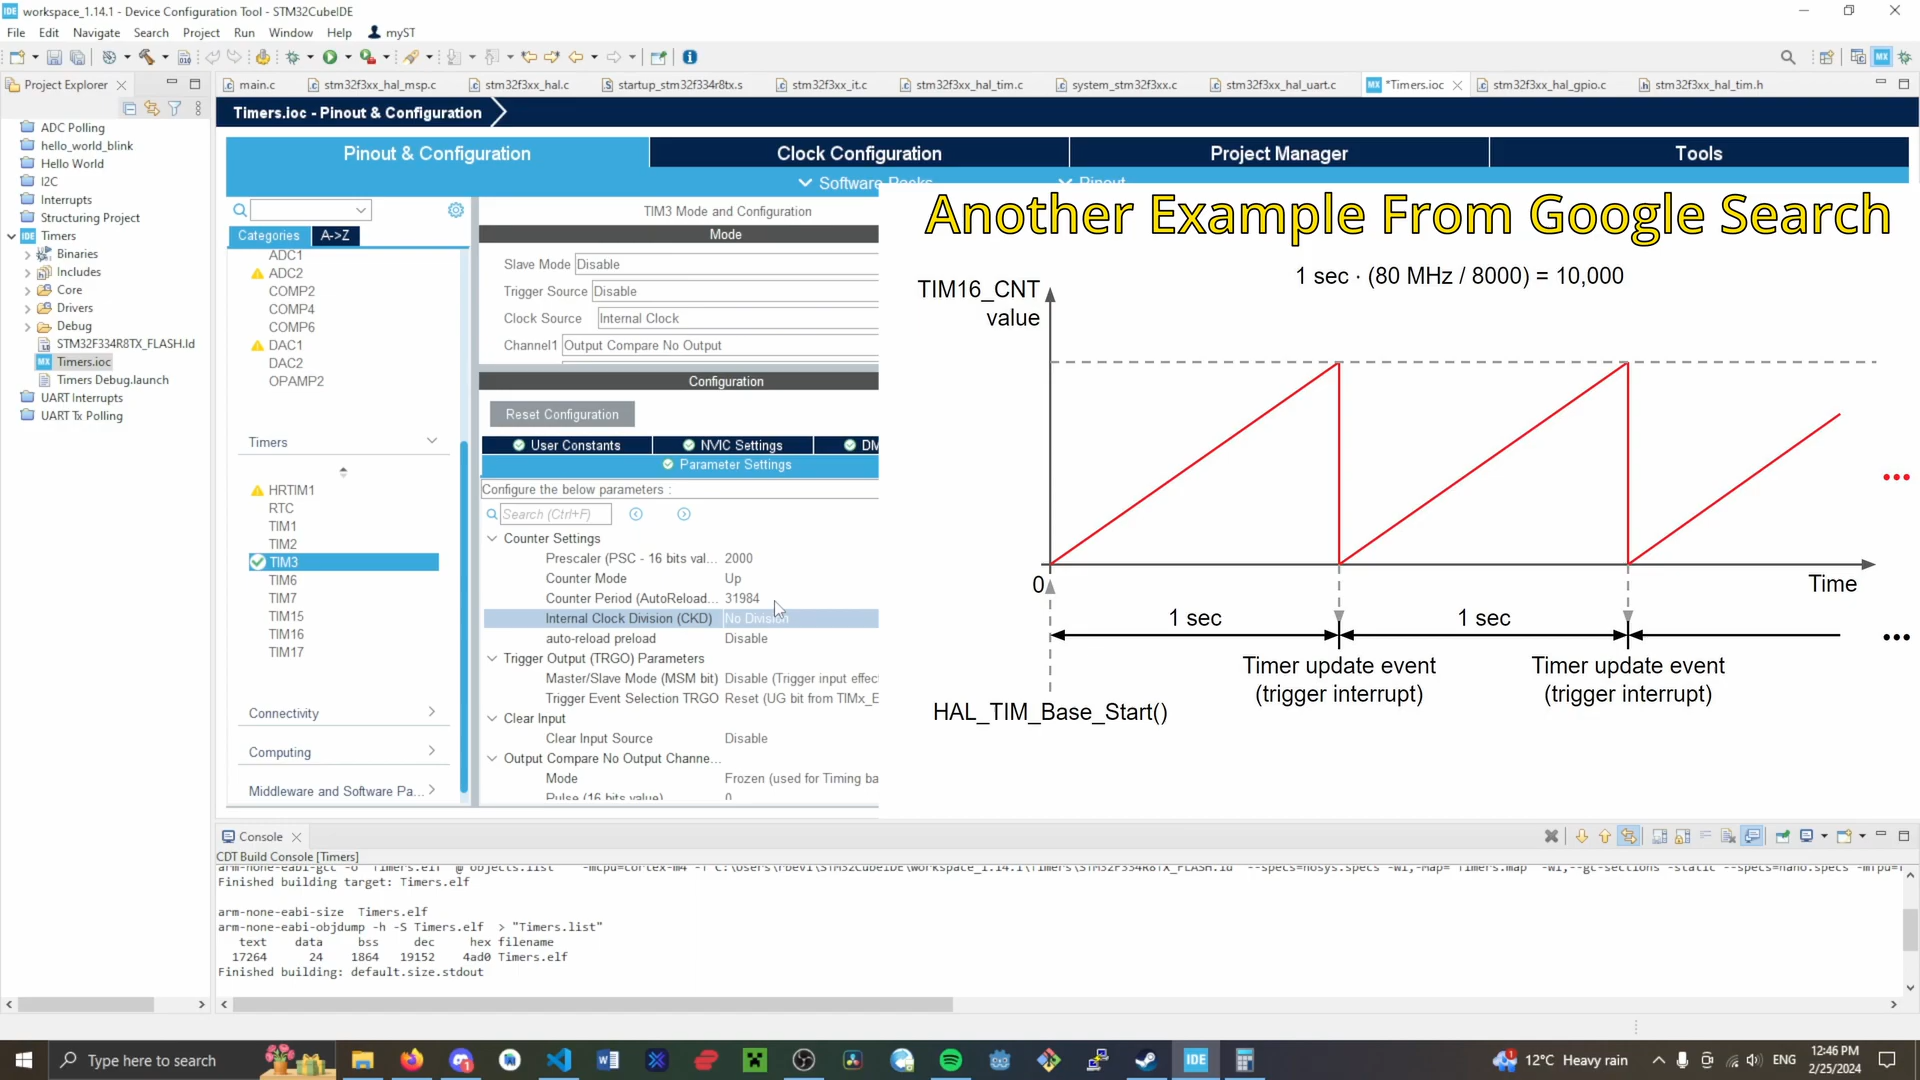 workspace_1.14.1 - Device Configuration Tool - STM32CubeIDE
File Edit Navigate Search Project Run Window Help myST
Project Explorer
main.c stm32f3xx_hal_msp.c stm32f3xx_hal.c startup_stm32f334r8tx.s stm32f3xx_it.c stm32f3xx_hal_tim.c system_stm32f3xx.c stm32f3xx_hal_uart.c *Timers.ioc stm32f3xx_hal_gpio.c stm32f3xx_hal_tim.h
Timers.ioc - Pinout & Configuration
Pinout & Configuration Clock Configuration Project Manager Tools
Software Packs Pinout
ADC Polling
hello_world_blink
Hello World
I2C
Interrupts
Structuring Project
Timers
Binaries
Includes
Core
Drivers
Debug
STM32F334R8TX_FLASH.ld
Timers.ioc
Timers Debug.launch
UART Interrupts
UART Tx Polling
Categories A->Z
ADC1
ADC2
COMP2
COMP4
COMP6
DAC1
DAC2
OPAMP2
Timers
HRTIM1
RTC
TIM1
TIM2
TIM3
TIM6
TIM7
TIM15
TIM16
TIM17
Connectivity
Computing
Middleware and Software Pa...
TIM3 Mode and Configuration
Mode
Slave Mode Disable
Trigger Source Disable
Clock Source Internal Clock
Channel1 Output Compare No Output
Configuration
Reset Configuration
User Constants NVIC Settings DM
Parameter Settings
Configure the below parameters :
Search (Ctrl+F)
Counter Settings
Prescaler (PSC - 16 bits val... 2000
Counter Mode Up
Counter Period (AutoReload... 31984
Internal Clock Division (CKD) No Division
auto-reload preload Disable
Trigger Output (TRGO) Parameters
Master/Slave Mode (MSM bit) Disable (Trigger input effec
Trigger Event Selection TRGO Reset (UG bit from TIMx_E
Clear Input
Clear Input Source Disable
Output Compare No Output Channe...
Mode Frozen (used for Timing ba
Pulse (16 bits value) 0
Another Example From Google Search
1 sec · (80 MHz / 8000) = 10,000
TIM16_CNT
value
0
Time
1 sec 1 sec
Timer update event
(trigger interrupt)
Timer update event
(trigger interrupt)
HAL_TIM_Base_Start()
Console
CDT Build Console [Timers]
Finished building target: Timers.elf
arm-none-eabi-size Timers.elf
arm-none-eabi-objdump -h -S Timers.elf > "Timers.list"
text data bss dec hex filename
17264 24 1864 19152 4ad0 Timers.elf
Finished building: default.size.stdout
Type here to search
12°C Heavy rain
ENG
12:46 PM
2/25/2024